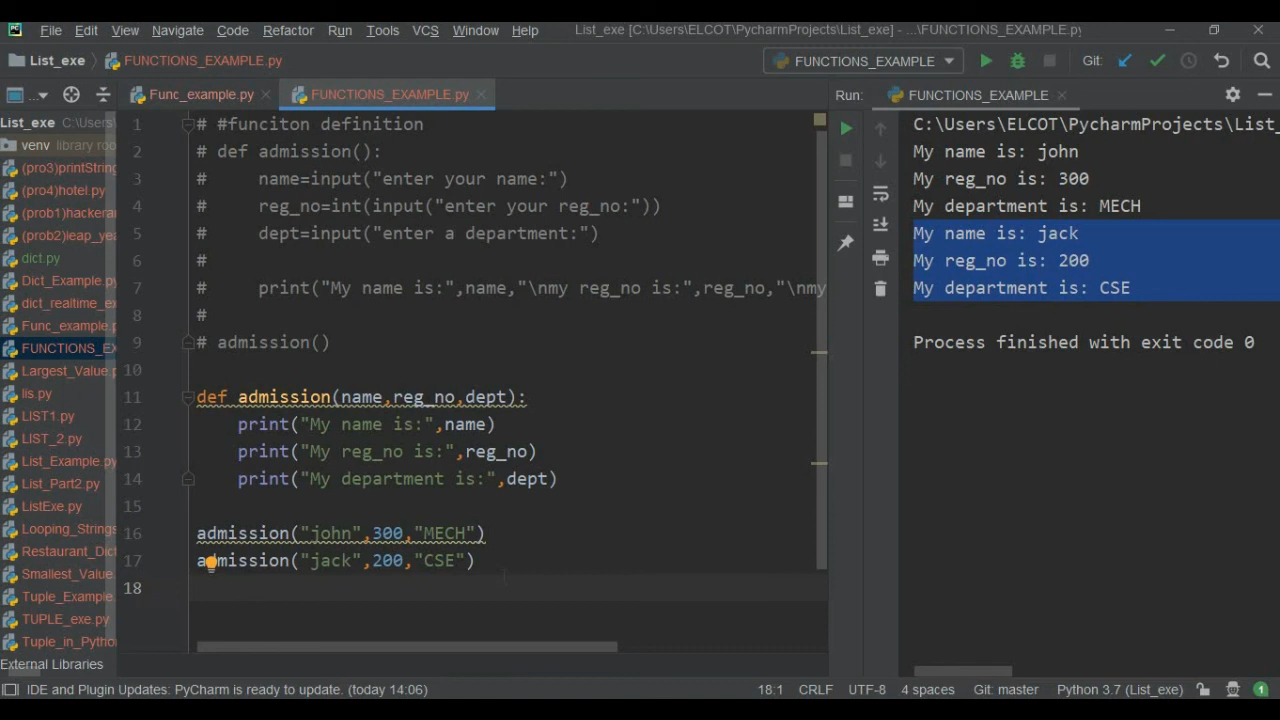 File Edit View Navigate Code Refactor Run Tools VCS Window Help List_exe [C:\Users\ELCOT\PycharmProjects\List_exe] - ...\FUNCTIONS_EXAMPLE.py
List_exe FUNCTIONS_EXAMPLE.py FUNCTIONS_EXAMPLE Git:
... Func_example.py FUNCTIONS_EXAMPLE.py Run: FUNCTIONS_EXAMPLE
List_exe C:\Users
venv library roo
(pro3)printString
(pro4)hotel.py
(prob1)hackeran
(prob2)leap_yea
dict.py
Dict_Example.py
dict_realtime_ex
Func_example.p
FUNCTIONS_EX
Largest_Value.p
lis.py
LIST1.py
LIST_2.py
List_Example.py
List_Part2.py
ListExe.py
Looping_Strings
Restaurant_Dict
Smallest_Value.
Tuple_Example.
TUPLE_exe.py
Tuple_in_Python
External Libraries
1 # #funciton definition
2 # def admission():
3 #     name=input("enter your name:")
4 #     reg_no=int(input("enter your reg_no:"))
5 #     dept=input("enter a department:")
6 #
7 #     print("My name is:",name,"\nmy reg_no is:",reg_no,"\nmy
8 #
9 # admission()
10
11 def admission(name,reg_no,dept):
12     print("My name is:",name)
13     print("My reg_no is:",reg_no)
14     print("My department is:",dept)
15
16 admission("john",300,"MECH")
17 admission("jack",200,"CSE")
18
C:\Users\ELCOT\PycharmProjects\List_
My name is: john
My reg_no is: 300
My department is: MECH
My name is: jack
My reg_no is: 200
My department is: CSE
Process finished with exit code 0
IDE and Plugin Updates: PyCharm is ready to update. (today 14:06) 18:1 CRLF UTF-8 4 spaces Git: master Python 3.7 (List_exe) 1